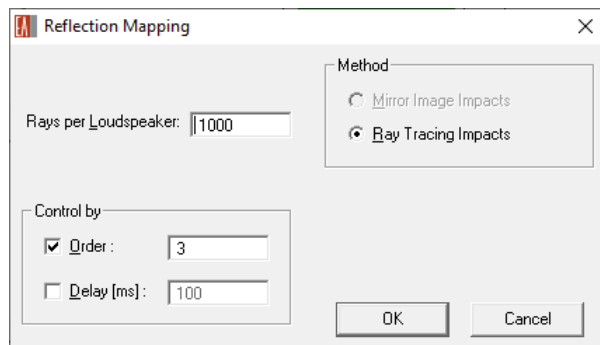 EA Reflection Mapping
Method
Mirror Image Impacts
Rays per Loudspeaker: 1000
Ray Tracing Impacts
Control by
Order : 3
Delay [ms] : 100
OK Cancel